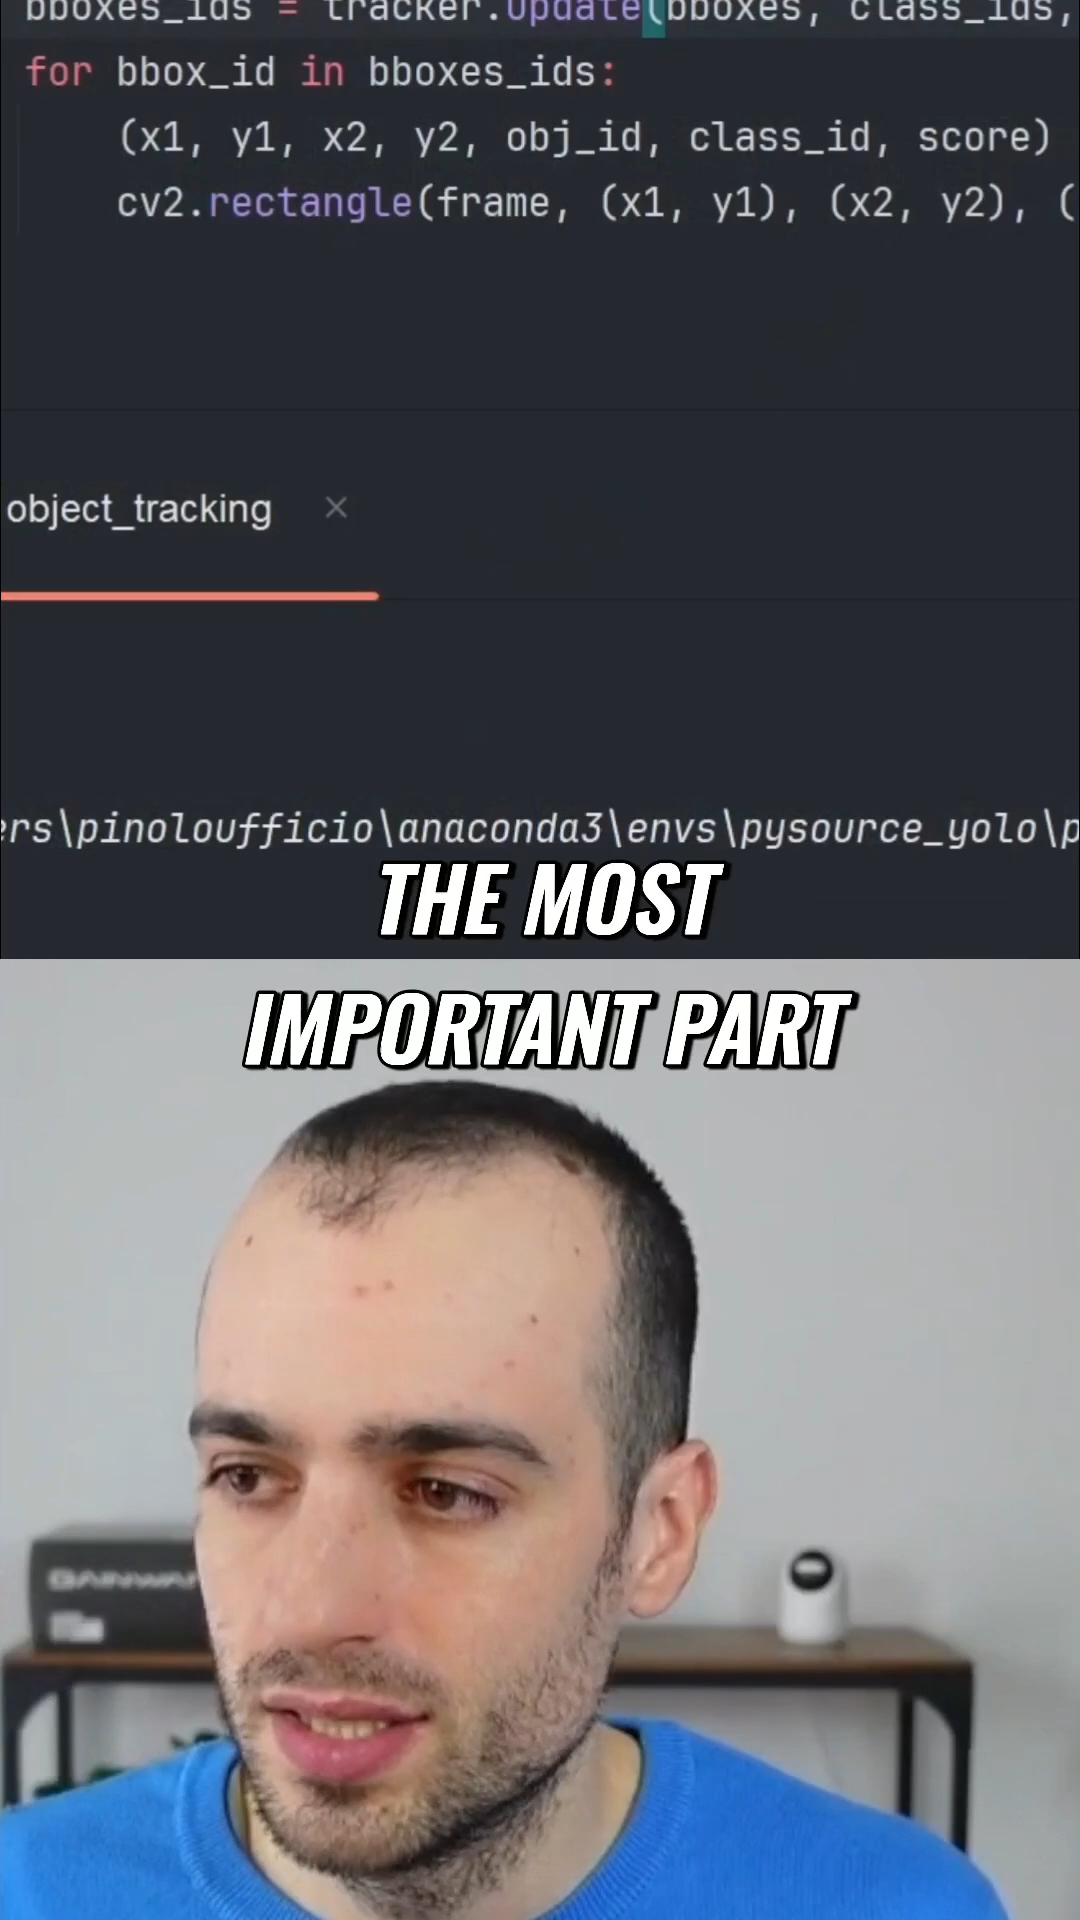 bboxes_ids = tracker.update(bboxes, class_ids,
for bbox_id in bboxes_ids:
(x1, y1, x2, y2, obj_id, class_id, score)
cv2.rectangle(frame, (x1, y1), (x2, y2), (
object_tracking ×
ers\pinoloufficio\anaconda3\envs\pysource_yolo\p
THE MOST
IMPORTANT PART